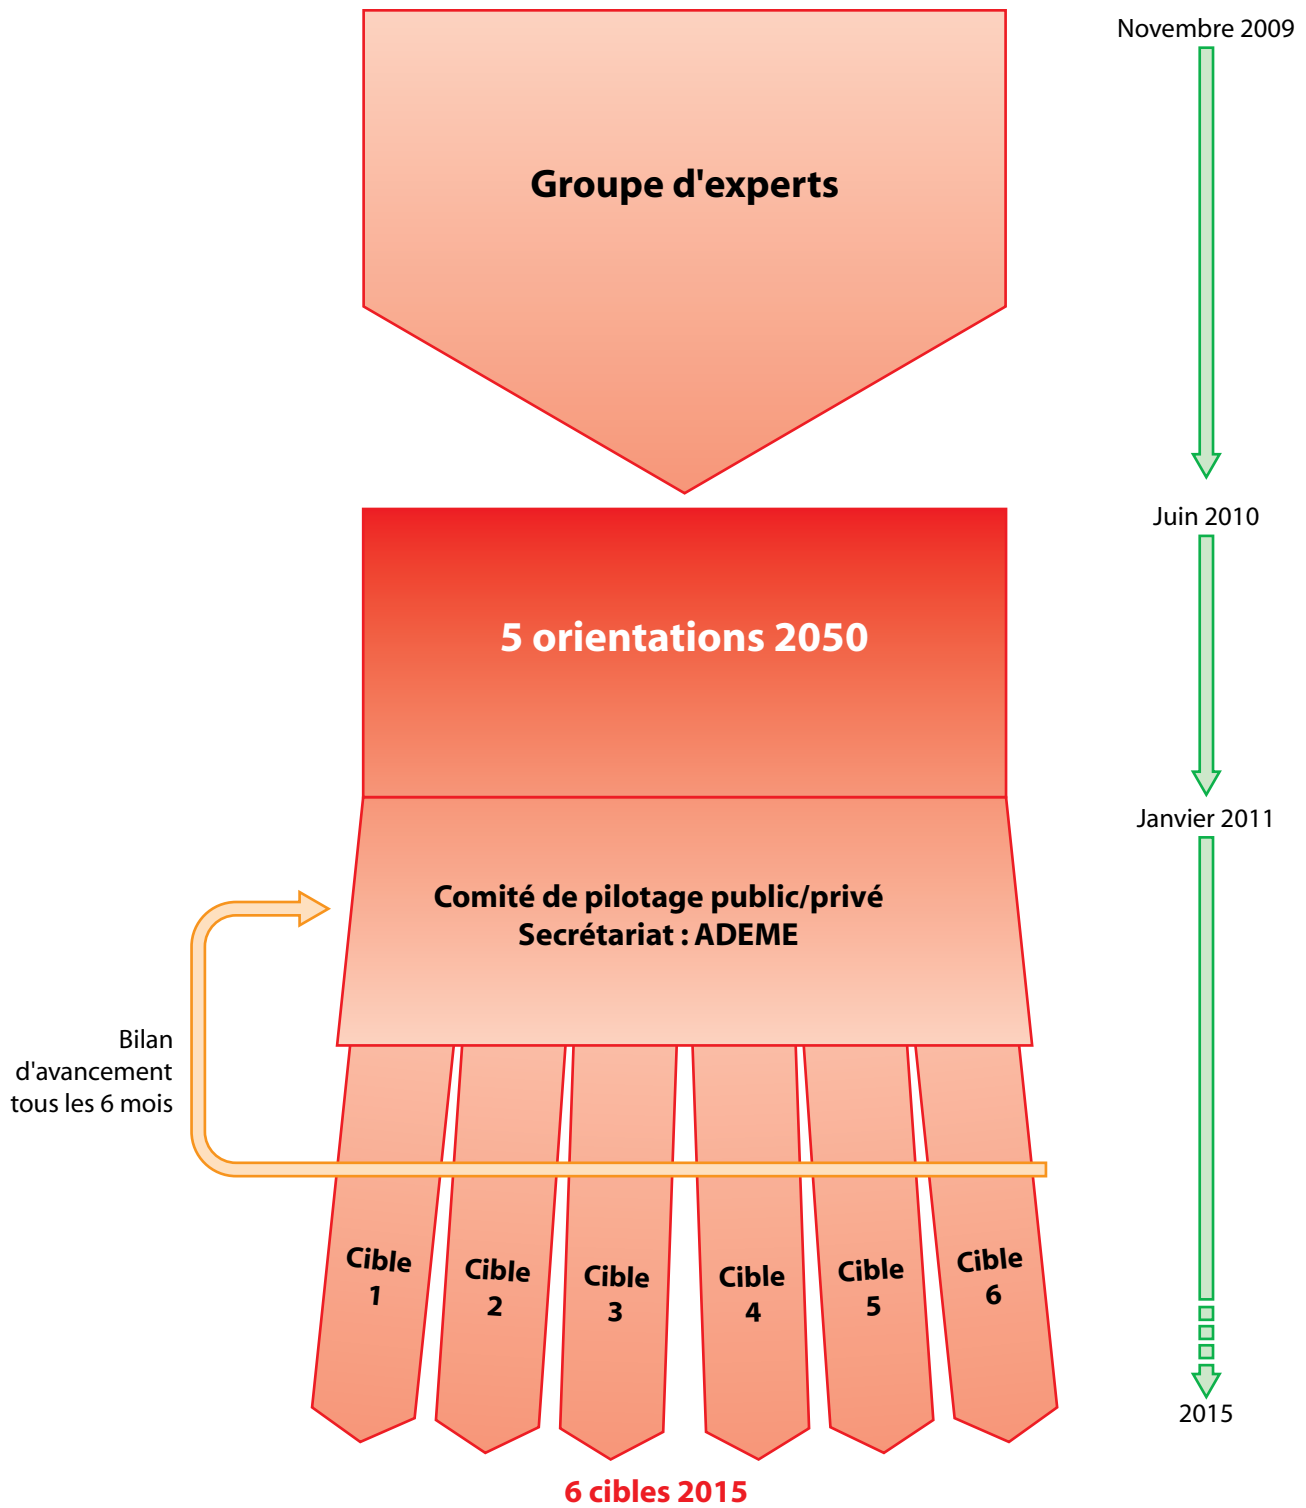 Novembre 2009
Groupe d'experts
Juin 2010
5 orientations 2050
Janvier 2011
Comité de pilotage public/privé
Secrétariat : ADEME
Bilan
d'avancement
tous les 6 mois
Cible
1
Cible
2
Cible
3
Cible
4
Cible
5
Cible
6
2015
6 cibles 2015